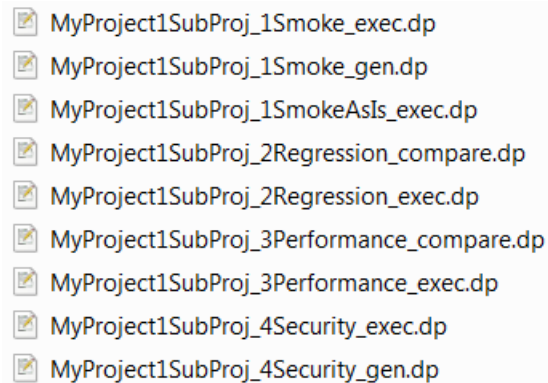 MyProject1SubProj_1Smoke_exec.dp
MyProject1SubProj_1Smoke_gen.dp
MyProject1SubProj_1SmokeAsIs_exec.dp
MyProject1SubProj_2Regression_compare.dp
MyProject1SubProj_2Regression_exec.dp
MyProject1SubProj_3Performance_compare.dp
MyProject1SubProj_3Performance_exec.dp
MyProject1SubProj_4Security_exec.dp
MyProject1SubProj_4Security_gen.dp